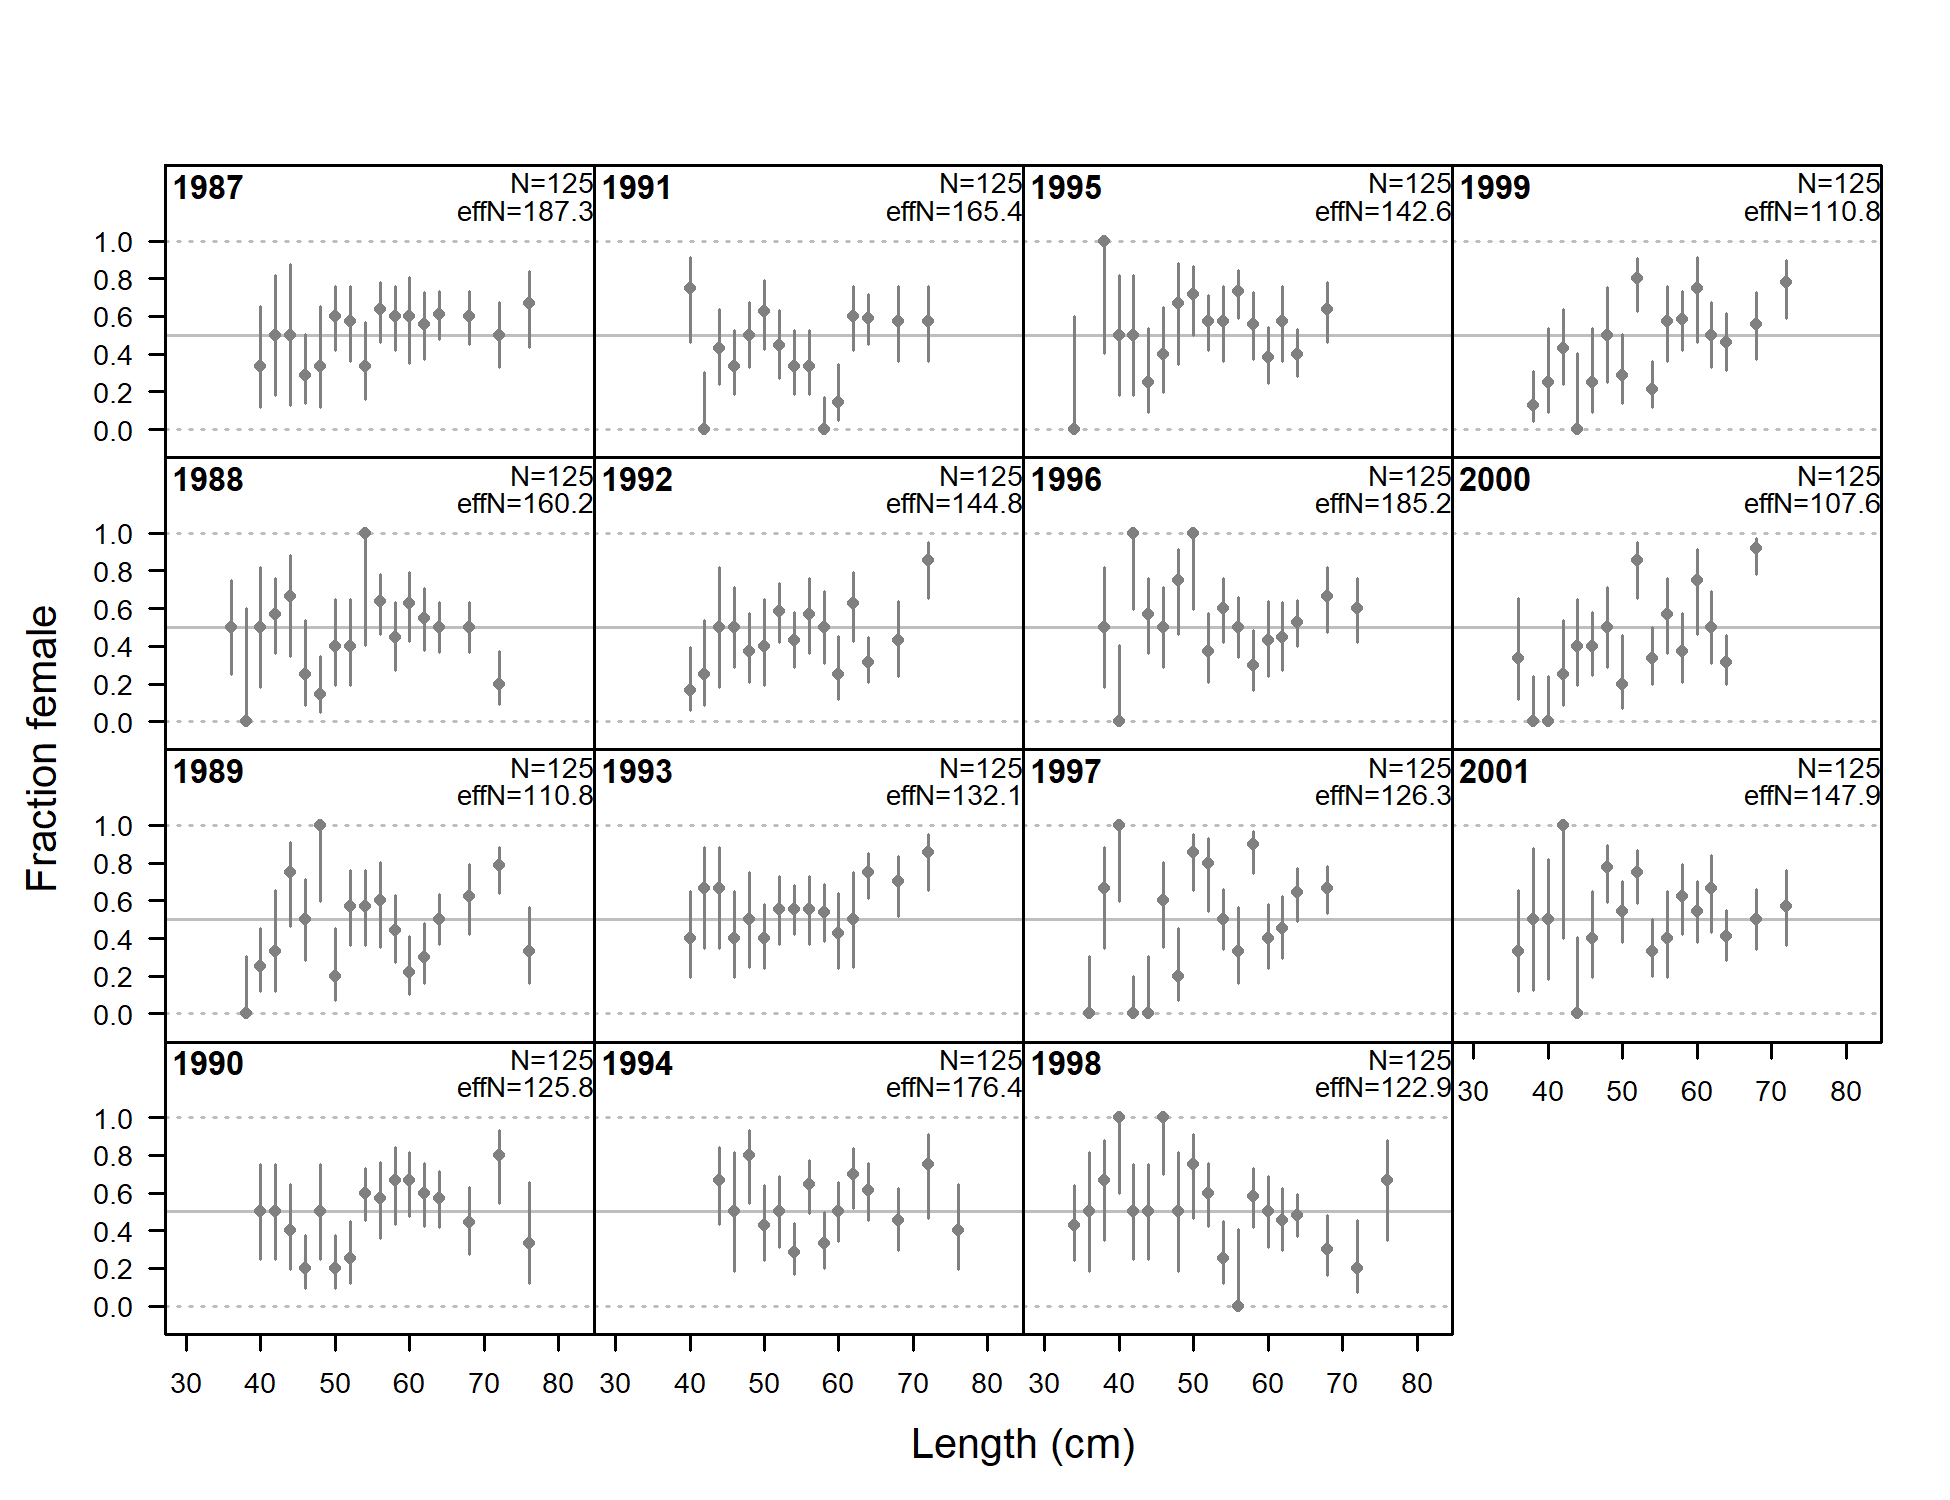 1987
N=125
effN=187.3
1991
N=125
effN=165.4
1995
N=125
effN=142.6
1999
N=125
effN=110.8
1.0
0.8
0.6
0.4
0.2
0.0
1988
N=125
effN=160.2
1992
N=125
effN=144.8
1996
N=125
effN=185.2
2000
N=125
effN=107.6
1.0
0.8
0.6
0.4
0.2
0.0
1989
N=125
effN=110.8
1993
N=125
effN=132.1
1997
N=125
effN=126.3
2001
N=125
effN=147.9
1.0
0.8
0.6
0.4
0.2
0.0
1990
N=125
effN=125.8
1994
N=125
effN=176.4
1998
N=125
effN=122.9
30 40 50 60 70 80
1.0
0.8
0.6
0.4
0.2
0.0
30 40 50 60 70 80
30 40 50 60 70 80
30 40 50 60 70 80
Fraction female
Length (cm)